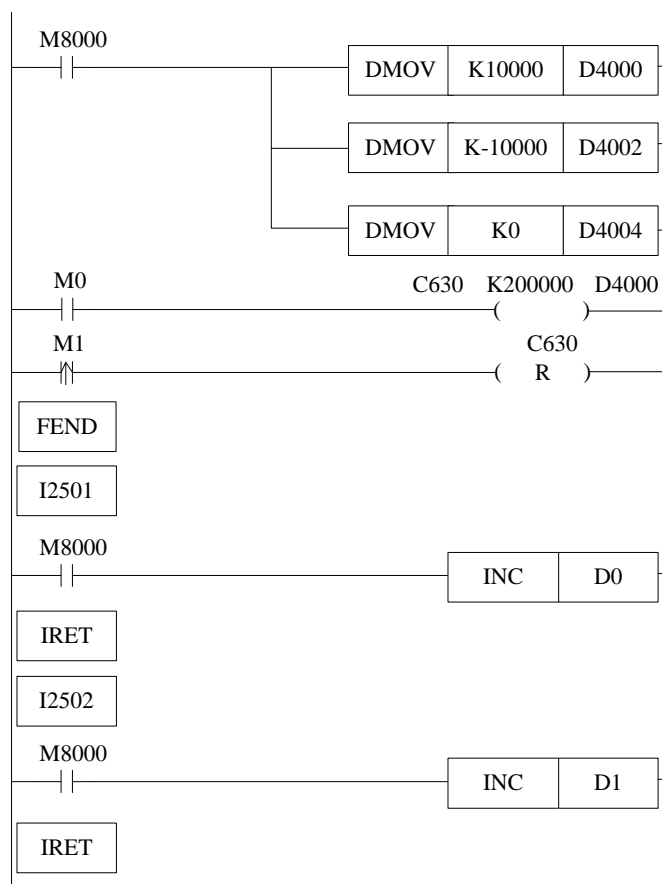 M8000
DMOV K10000 D4000
DMOV K-10000 D4002
DMOV K0 D4004
M0
C630 K200000 D4000
M1
C630
R
FEND
I2501
M8000
INC D0
IRET
I2502
M8000
INC D1
IRET